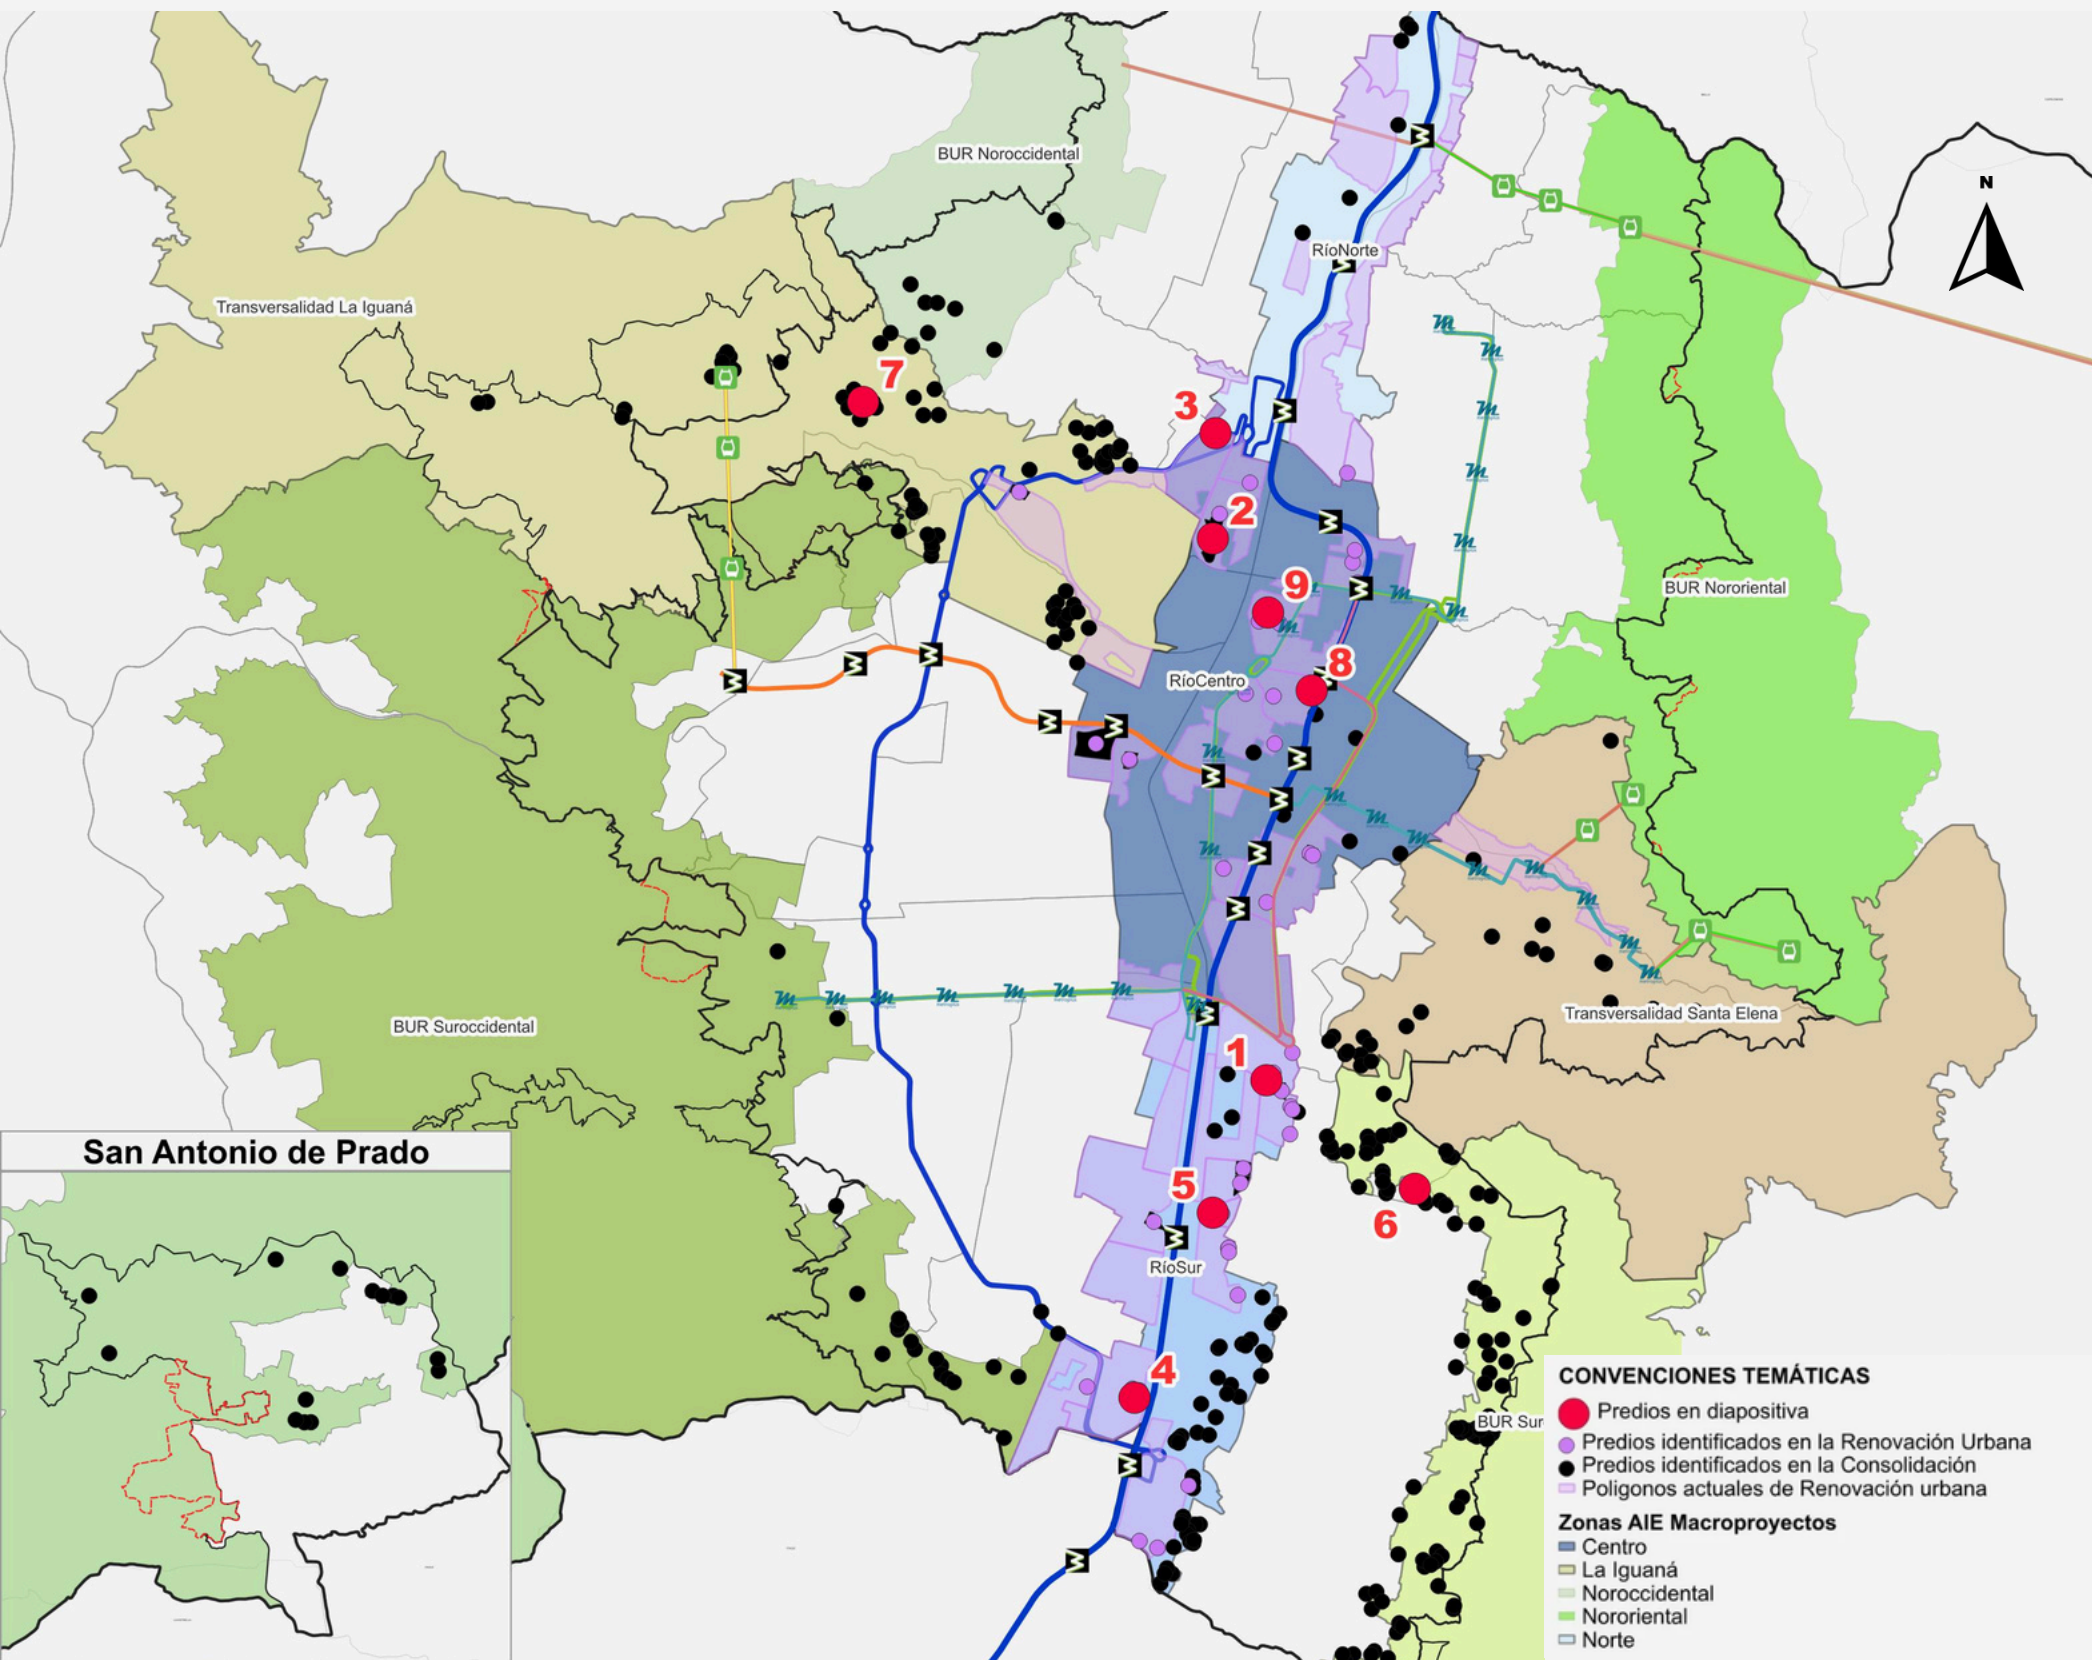 N
BUR Noroccidental
RíoNorte
Transversalidad La Iguaná
7
3
2
BUR Nororiental
9
8
RíoCentro
Transversalidad Santa Elena
BUR Suroccidental
1
San Antonio de Prado
5
6
RíoSur
4
BUR Sur
CONVENCIONES TEMÁTICAS
Predios en diapositiva
Predios identificados en la Renovación Urbana
Predios identificados en la Consolidación
Poligonos actuales de Renovación urbana
Zonas AIE Macroproyectos
Centro
La Iguaná
Noroccidental
Nororiental
Norte